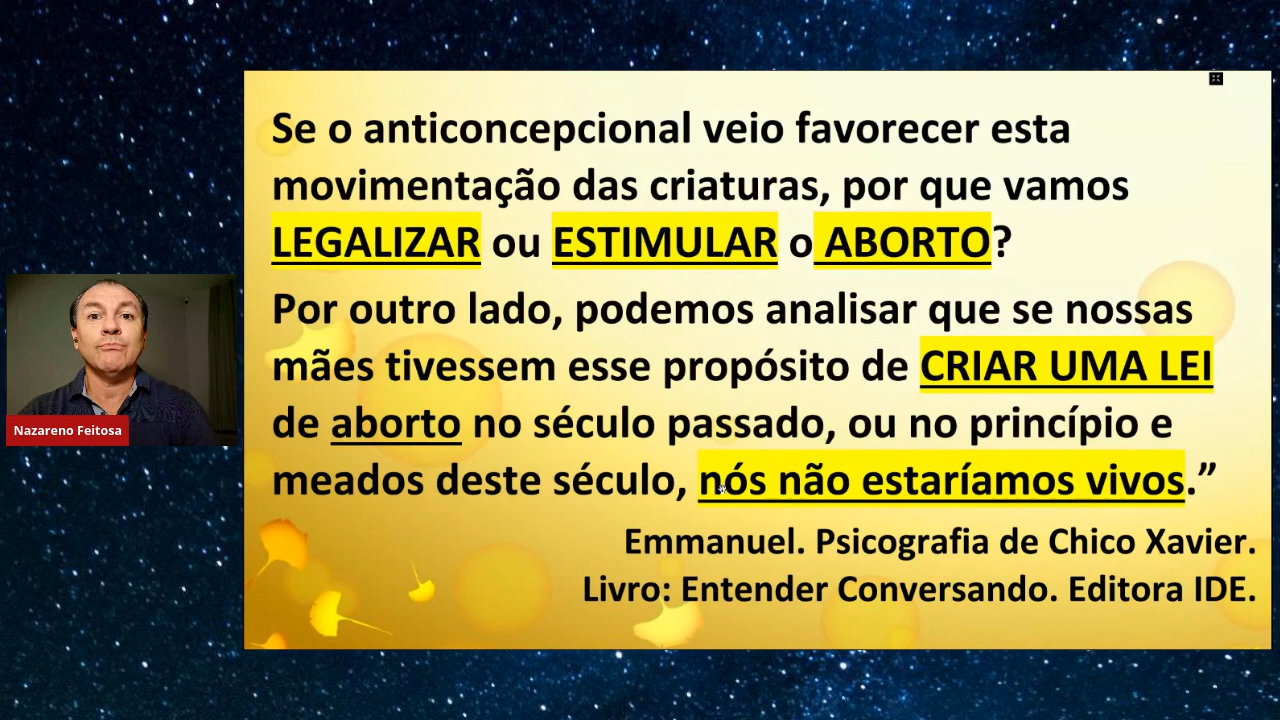 Se o anticoncepcional veio favorecer esta
movimentação das criaturas, por que vamos
LEGALIZAR ou ESTIMULAR o ABORTO?
Por outro lado, podemos analisar que se nossas
mães tivessem esse propósito de CRIAR UMA LEI
de aborto no século passado, ou no princípio e
meados deste século, nós não estaríamos vivos.”
Emmanuel. Psicografia de Chico Xavier.
Livro: Entender Conversando. Editora IDE.
Nazareno Feitosa